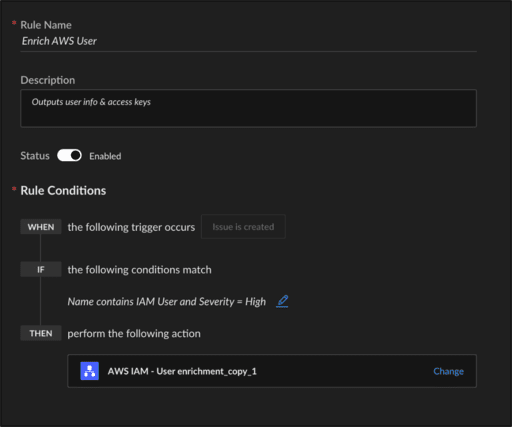 * Rule Name
Enrich AWS User
Description
Outputs user info & access keys
Status Enabled
* Rule Conditions
WHEN the following trigger occurs Issue is created
IF the following conditions match
Name contains IAM User and Severity = High
THEN perform the following action
AWS IAM - User enrichment_copy_1 Change